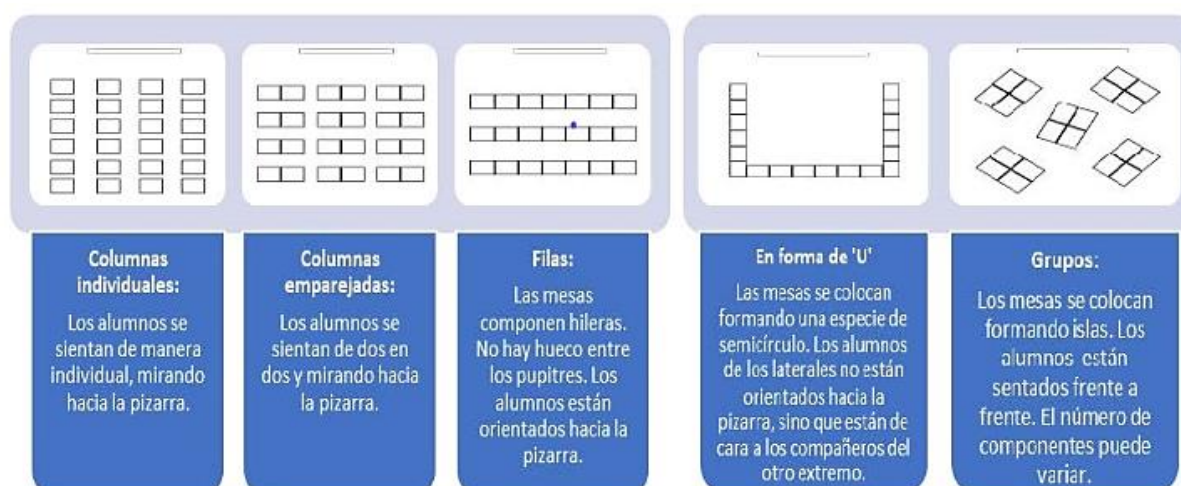 Columnas
individuales:
Los alumnos se
sientan de manera
individual, mirando
hacia la pizarra.
Columnas
emparejadas:
Los alumnos se
sientan de dos en
dos y mirando hacia
la pizarra.
Filas:
Las mesas
componen hileras.
No hay hueco entre
los pupitres. Los
alumnos están
orientados hacia la
pizarra.
En forma de 'U'
Las mesas se colocan
formando una especie de
semicírculo. Los alumnos
de los laterales no están
orientados hacia la
pizarra, sino que están de
cara a los compañeros del
otro extremo.
Grupos:
Los mesas se colocan
formando islas. Los
alumnos están
sentados frente a
frente. El número de
componentes puede
variar.